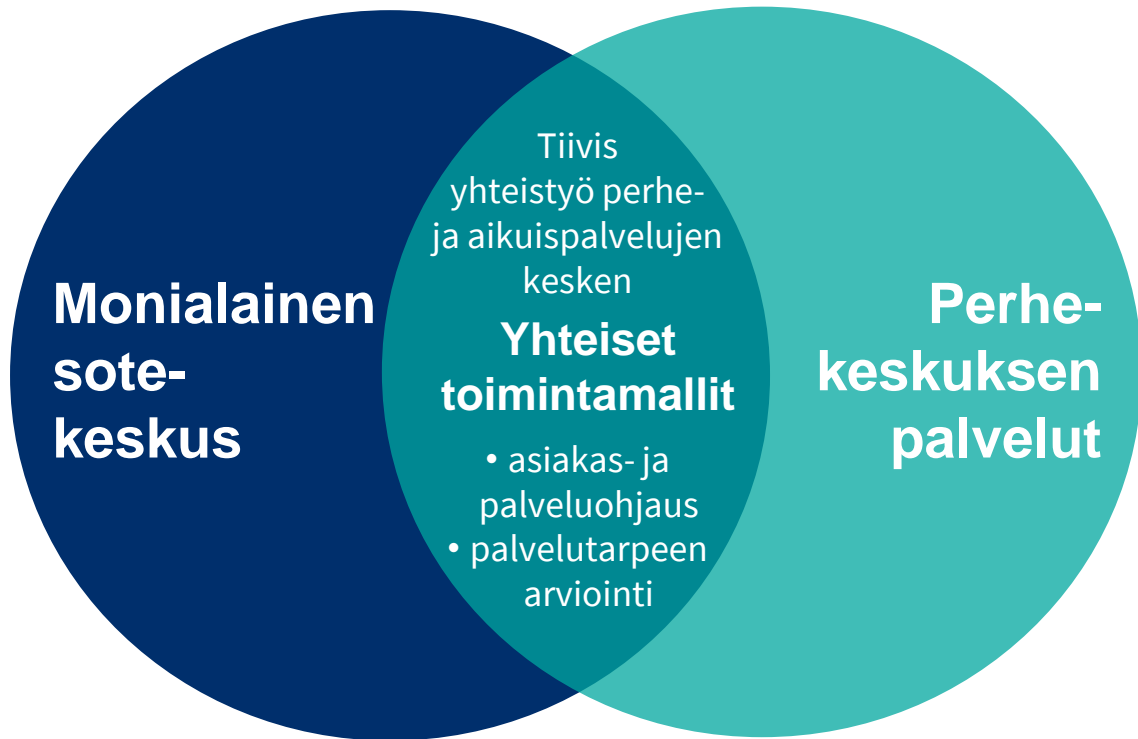 Monialainen
sote-
keskus
Tiivis
yhteistyö perhe-
ja aikuispalvelujen
kesken
Yhteiset
toimintamallit
• asiakas- ja
palveluohjaus
• palvelutarpeen
arviointi
Perhe-
keskuksen
palvelut